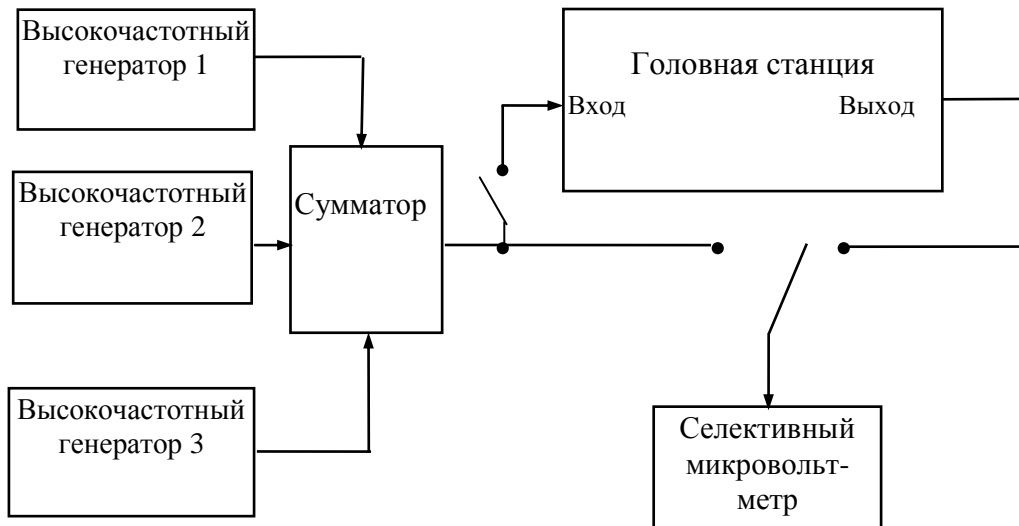 Высокочастотный
генератор 1
Головная станция
Вход
Выход
Высокочастотный
генератор 2
Сумматор
Высокочастотный
генератор 3
Селективный
микровольт-
метр